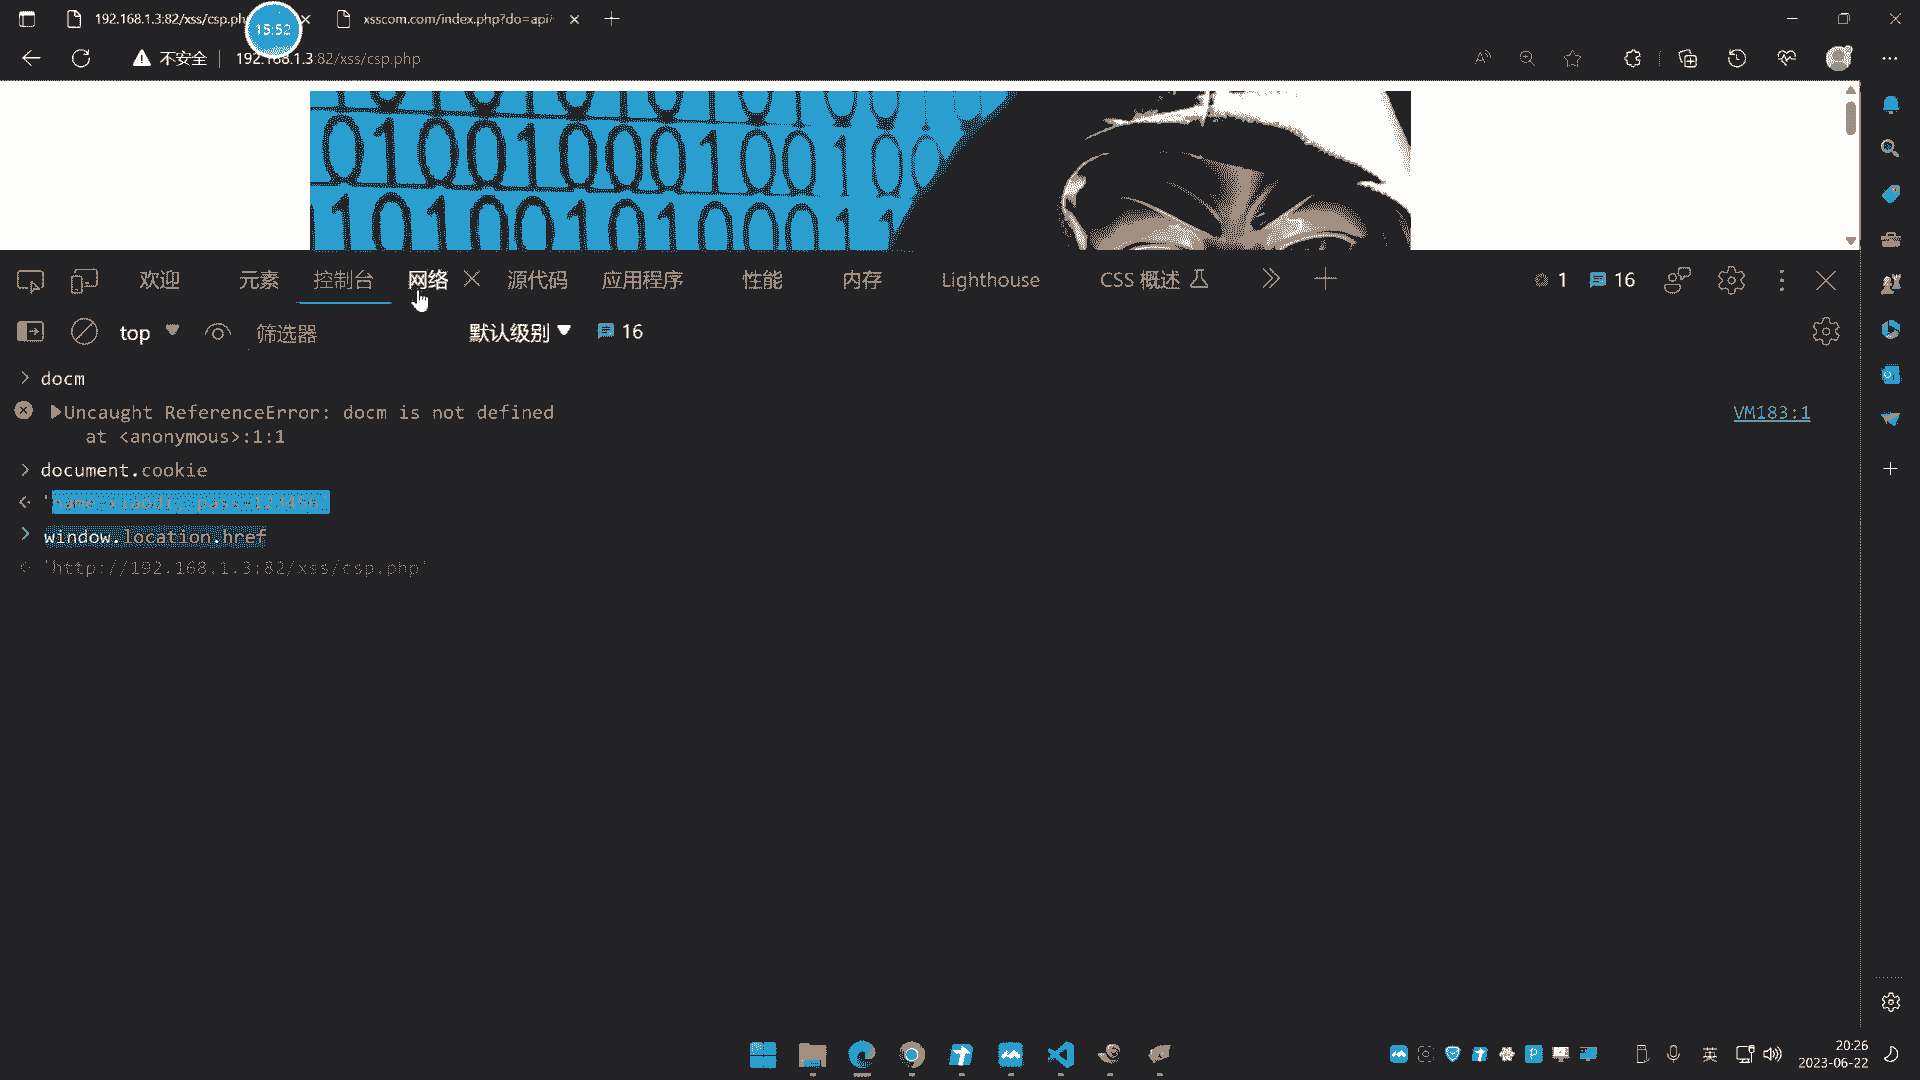 192.168.1.3:82/xss/csp.ph
15:52
xsscom.com/index.php?do=api
不安全
192.168.1.3:82/xss/csp.php
0100100010010
欢迎 元素 控制台 网络 源代码 应用程序 性能 内存 Lighthouse CSS 概述 1 16
top 筛选器 默认级别 16
docm
Uncaught ReferenceError: docm is not defined
VM183:1
at <anonymous>:1:1
document.cookie
'name=xiaodi; pass=123456'
window.location.href
'http://192.168.1.3:82/xss/csp.php'
英
20:26
2023-06-22